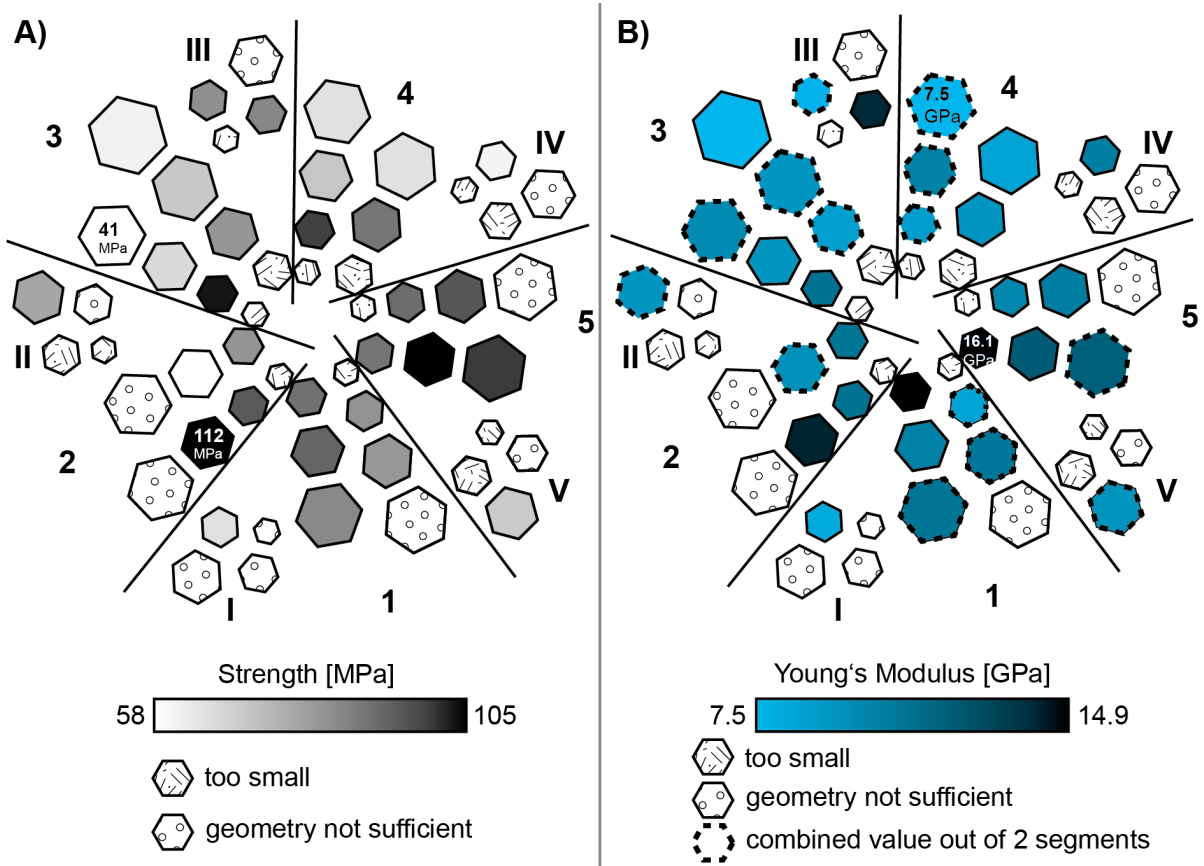 A)
III
4
3
IV
41
MPa
5
II
112
MPa
2
V
I
1
Strength [MPa]
58
105
too small
geometry not sufficient
B)
III
4
7.5
GPa
3
IV
5
16.1
GPa
II
2
V
I
1
Young‘s Modulus [GPa]
7.5
14.9
too small
geometry not sufficient
combined value out of 2 segments